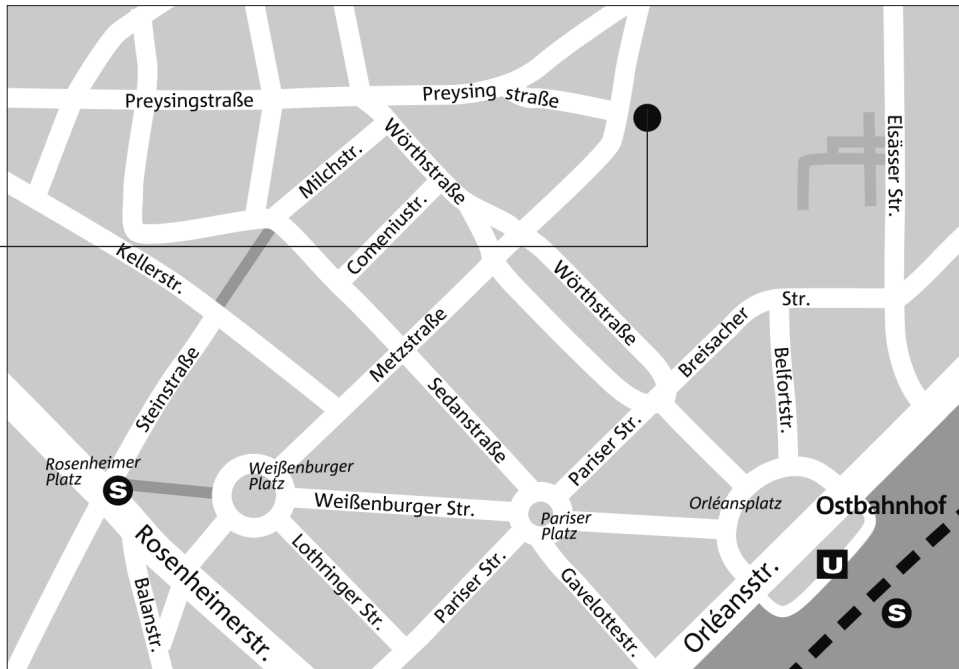 Preysingstraße
Preysing straße
Milchstr.
Wörthstraße
Elsässer Str.
Comeniustr.
Kellerstr.
Wörthstraße
Str.
Breisacher
Metzstraße
Steinstraße
Belfortstr.
Sedanstraße
Pariser Str.
Rosenheimer
Platz
S
Weißenburger
Platz
Weißenburger Str.
Orléansplatz
Ostbahnhof
Pariser
Platz
Rosenheimerstr.
Lothringer Str.
Pariser Str.
Gavelottestr.
Orléansstr.
U
Balanstr.
S